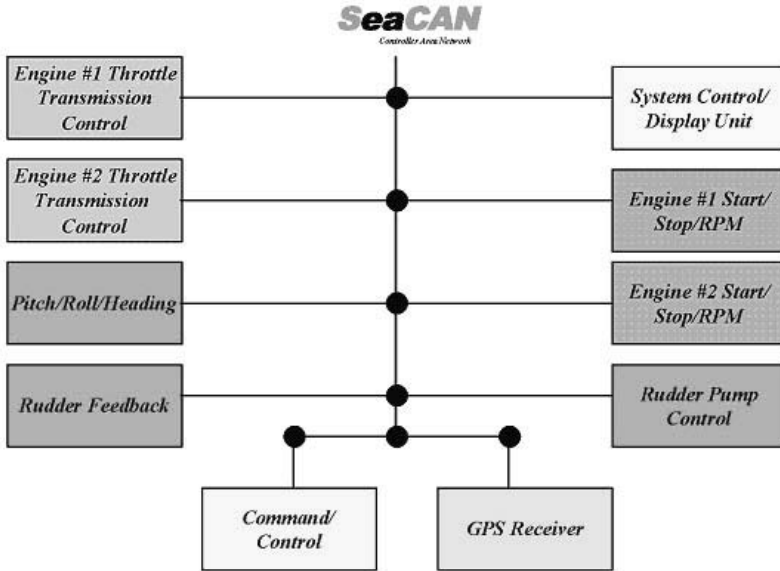 SeaCAN
Controller Area Network
Engine #1 Throttle
Transmission
Control
System Control/
Display Unit
Engine #2 Throttle
Transmission
Control
Engine #1 Start/
Stop/RPM
Pitch/Roll/Heading
Engine #2 Start/
Stop/RPM
Rudder Feedback
Rudder Pump
Control
Command/
Control
GPS Receiver